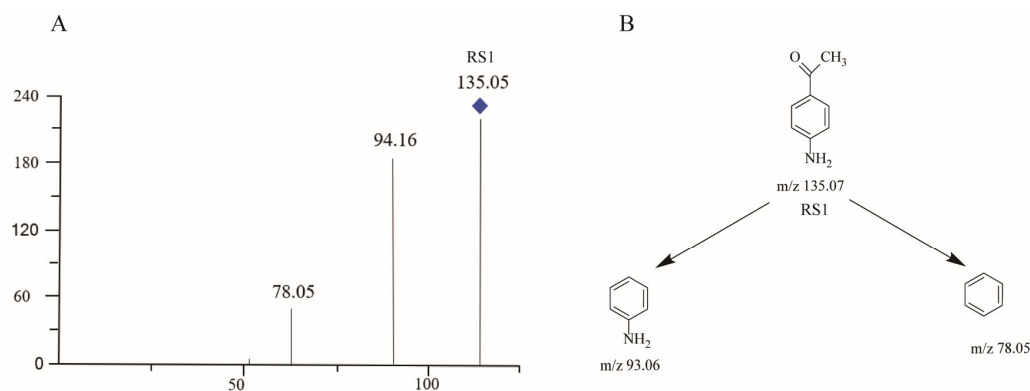 A
RS1
135.05
240
94.16
180
120
78.05
60
0
50
100
B
O
CH3
NH2
m/z 135.07
RS1
NH2
m/z 93.06
m/z 78.05